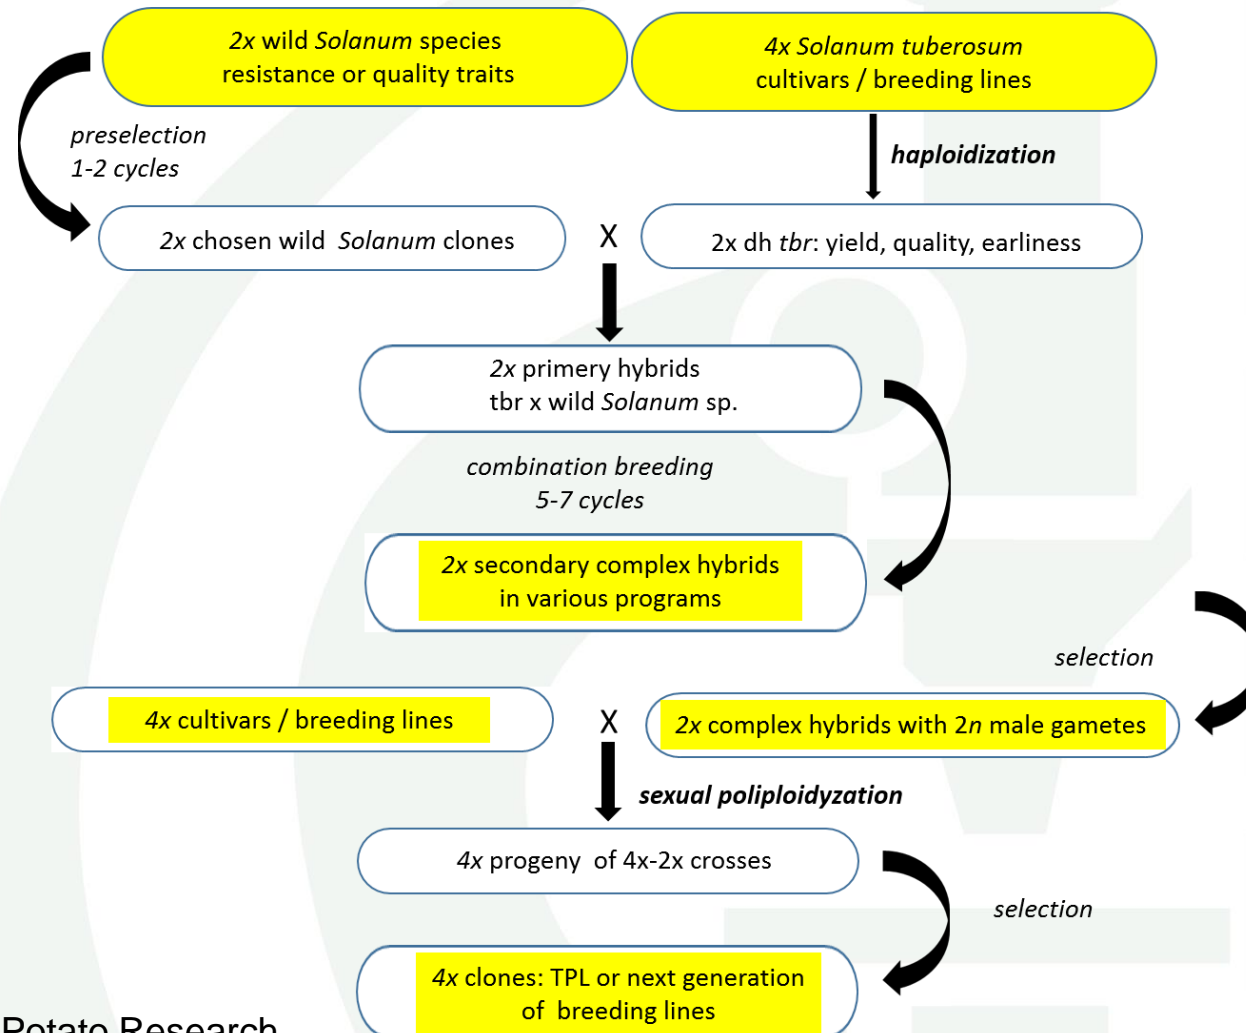 2x wild Solanum species
resistance or quality traits
4x Solanum tuberosum
cultivars / breeding lines
preselection
1-2 cycles
haploidization
2x chosen wild Solanum clones
X
2x dh tbr: yield, quality, earliness
2x primery hybrids
tbr x wild Solanum sp.
combination breeding
5-7 cycles
2x secondary complex hybrids
in various programs
selection
4x cultivars / breeding lines
X
2x complex hybrids with 2n male gametes
sexual poliploidyzation
4x progeny of 4x-2x crosses
selection
4x clones: TPL or next generation
of breeding lines
Potato Research